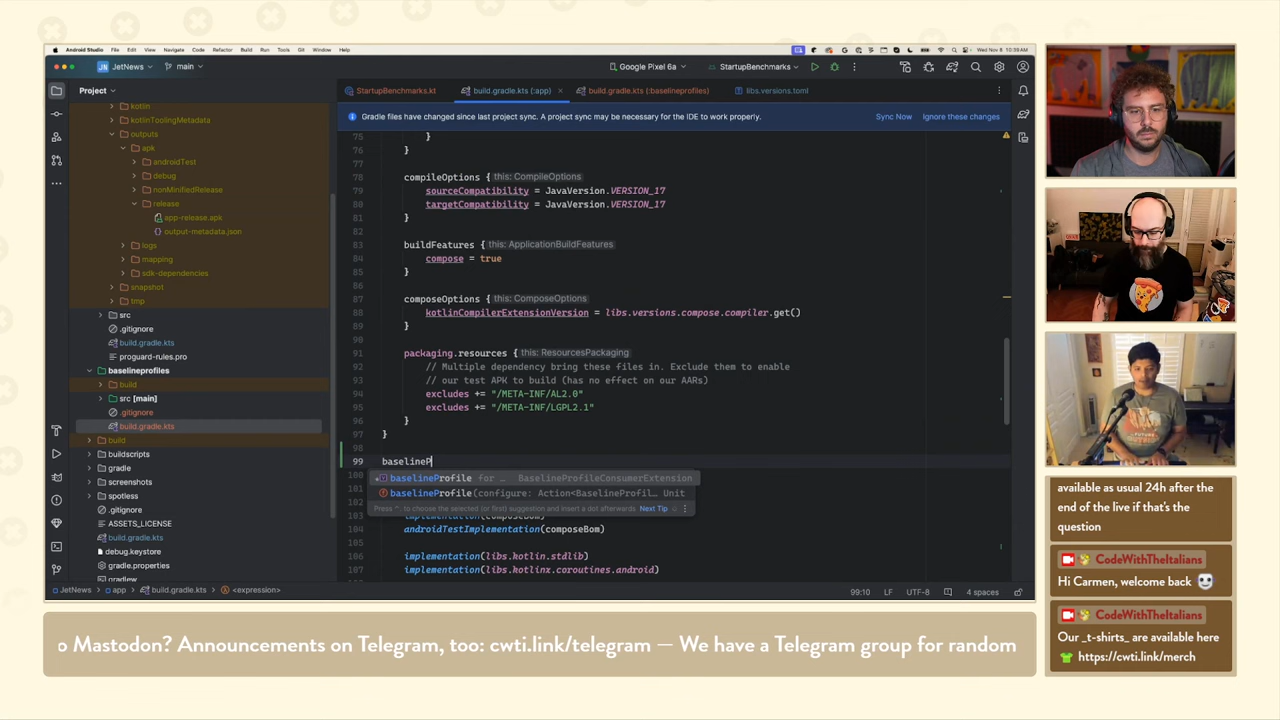 Android Studio File Edit View Navigate Code Refactor Build Run Tools Git Window Help
Wed Nov 8 10:36 AM
JN JetNews main
Google Pixel 6a StartupBenchmarks
Project
StartupBenchmarks.kt build.gradle.kts (:app) build.gradle.kts (:baselineprofiles) libs.versions.toml
Gradle files have changed since last project sync. A project sync may be necessary for the IDE to work properly.
Sync Now Ignore these changes
kotlin
kotlinToolingMetadata
outputs
apk
androidTest
debug
nonMinifiedRelease
release
app-release.apk
output-metadata.json
logs
mapping
sdk-dependencies
snapshot
tmp
src
.gitignore
build.gradle.kts
proguard-rules.pro
baselineprofiles
build
src [main]
.gitignore
build.gradle.kts
build
buildscripts
gradle
screenshots
spotless
.gitignore
ASSETS_LICENSE
build.gradle.kts
debug.keystore
gradle.properties
gradlew
75 }
76 }
77
78 compileOptions { this: CompileOptions
79 sourceCompatibility = JavaVersion.VERSION_17
80 targetCompatibility = JavaVersion.VERSION_17
81 }
82
83 buildFeatures { this: ApplicationBuildFeatures
84 compose = true
85 }
86
87 composeOptions { this: ComposeOptions
88 kotlinCompilerExtensionVersion = libs.versions.compose.compiler.get()
89 }
90
91 packaging.resources { this: ResourcesPackaging
92 // Multiple dependency bring these files in. Exclude them to enable
93 // our test APK to build (has no effect on our AARs)
94 excludes += "/META-INF/AL2.0"
95 excludes += "/META-INF/LGPL2.1"
96 }
97 }
98
99 baselineP
100 baselineProfile for … BaselineProfileConsumerExtension
101 baselineProfile(configure: Action<BaselineProfil… Unit
Press ^. to choose the selected (or first) suggestion and insert a dot afterwards Next Tip
103 implementation(composeBom)
104 androidTestImplementation(composeBom)
105
106 implementation(libs.kotlin.stdlib)
107 implementation(libs.kotlinx.coroutines.android)
JetNews app build.gradle.kts <expression>
99:10 LF UTF-8 4 spaces
available as usual 24h after
the end of the live if that's the
question
CodeWithTheItalians
Hi Carmen, welcome back
CodeWithTheItalians
Our _t-shirts_ are available here
https://cwti.link/merch
o Mastodon? Announcements on Telegram, too: cwti.link/telegram — We have a Telegram group for random